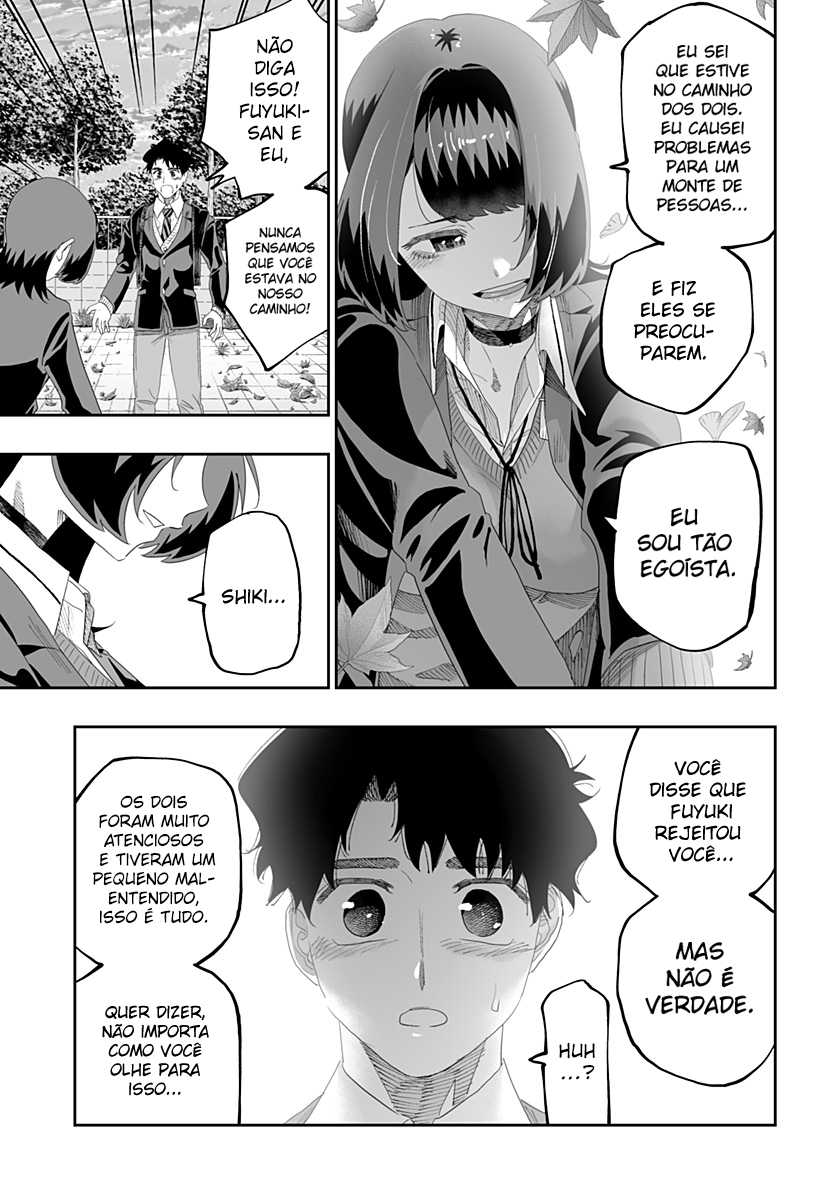 EU SEI
QUE ESTIVE
NO CAMINHO
DOS DOIS.
EU CAUSEI
PROBLEMAS
PARA UM
MONTE DE
PESSOAS...
E FIZ
ELES SE
PREOCU-
PAREM.
EU
SOU TÃO
EGOÍSTA.
NÃO
DIGA
ISSO!
FUYUKI-
SAN E
EU,
NUNCA
PENSAMOS
QUE VOCÊ
ESTAVA NO
NOSSO
CAMINHO!
SHIKI...
VOCÊ
DISSE QUE
FUYUKI
REJEITOU
VOCÊ...
MAS
NÃO É
VERDADE.
HUH
...?
OS DOIS
FORAM MUITO
ATENCIOSOS
E TIVERAM UM
PEQUENO MAL-
ENTENDIDO,
ISSO É TUDO.
QUER DIZER,
NÃO IMPORTA
COMO VOCÊ
OLHE PARA
ISSO...